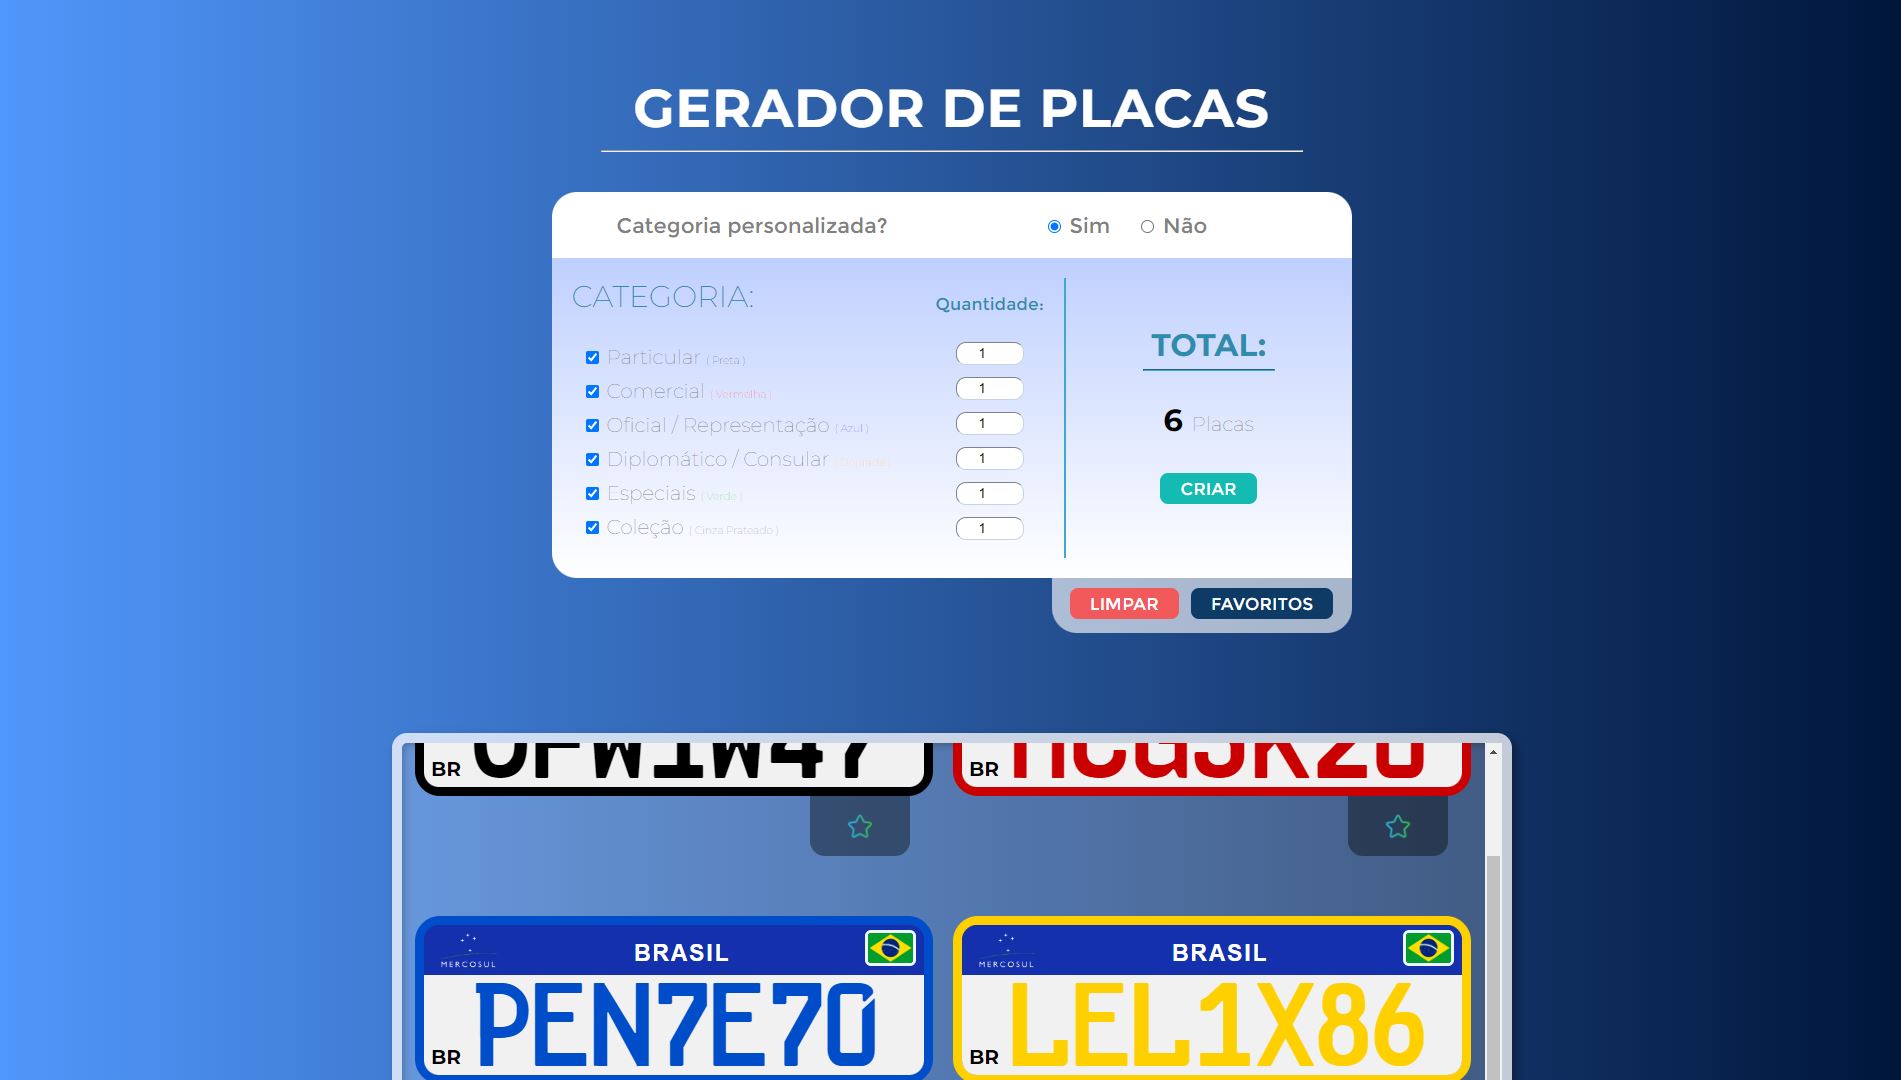 GERADOR DE PLACAS
Categoria personalizada? Sim Não
CATEGORIA: Quantidade:
Particular ( Preta ) 1
Comercial ( Vermelha ) 1
Oficial / Representação ( Azul ) 1
Diplomático / Consular ( Dourada ) 1
Especiais ( Verde ) 1
Coleção ( Cinza Prateado ) 1
TOTAL:
6 Placas
CRIAR
LIMPAR FAVORITOS
BR
BR
MERCOSUL BRASIL
BR PEN7E70
MERCOSUL BRASIL
BR LEL1X86